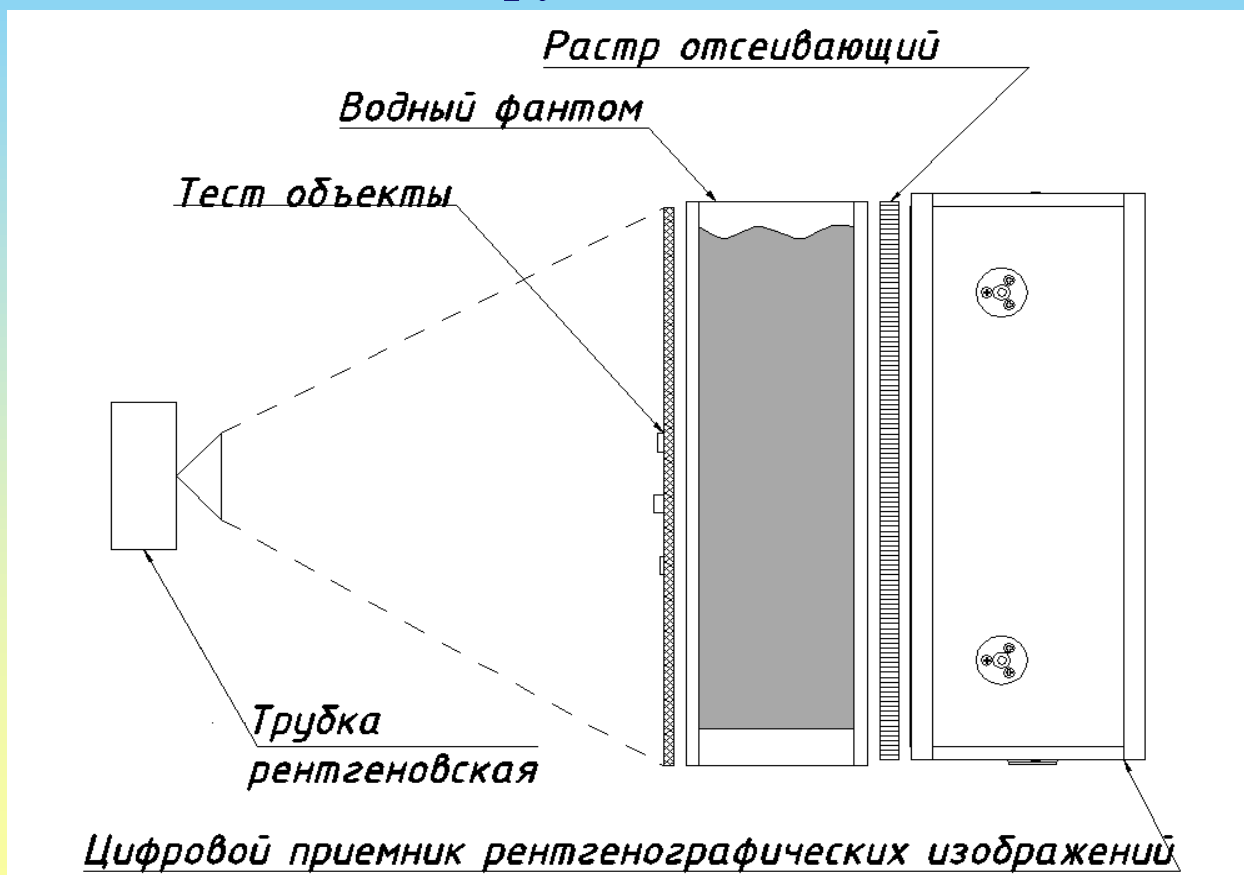 Растр отсеивающий
Водный фантом
Тест объекты
Трубка
рентгеновская
Цифровой приемник рентгенографических изображений